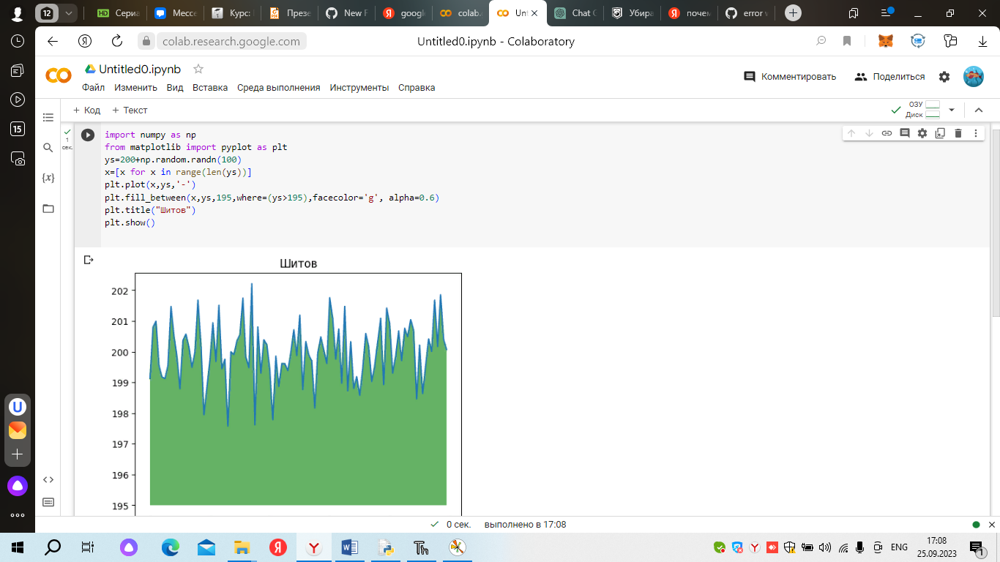 12
Сериа
Мессе
Курс:
Презе
New F
googl
colab.
Unt
Chat G
Убира
почем
error w
colab.research.google.com
Untitled0.ipynb - Colaboratory
Untitled0.ipynb
Комментировать
Поделиться
Файл Изменить Вид Вставка Среда выполнения Инструменты Справка
+ Код + Текст
ОЗУ
Диск
15
1
сек.
import numpy as np
from matplotlib import pyplot as plt
ys=200+np.random.randn(100)
x=[x for x in range(len(ys))]
plt.plot(x,ys,'-')
plt.fill_between(x,ys,195,where=(ys>195),facecolor='g', alpha=0.6)
plt.title("Шитов")
plt.show()
{x}
Шитов
202
201
200
199
198
197
196
195
0 сек. выполнено в 17:08
ENG
17:08
25.09.2023
1